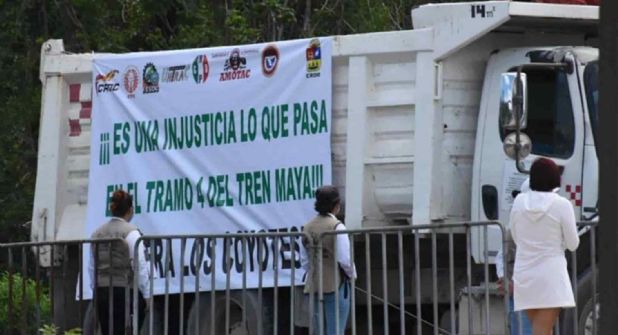 14 m³
CROC AMOTAC CROC
¡¡¡ES UNA INJUSTICIA LO QUE PASA
EN EL TRAMO 4 DEL TREN MAYA!!!
LOS COYOTES